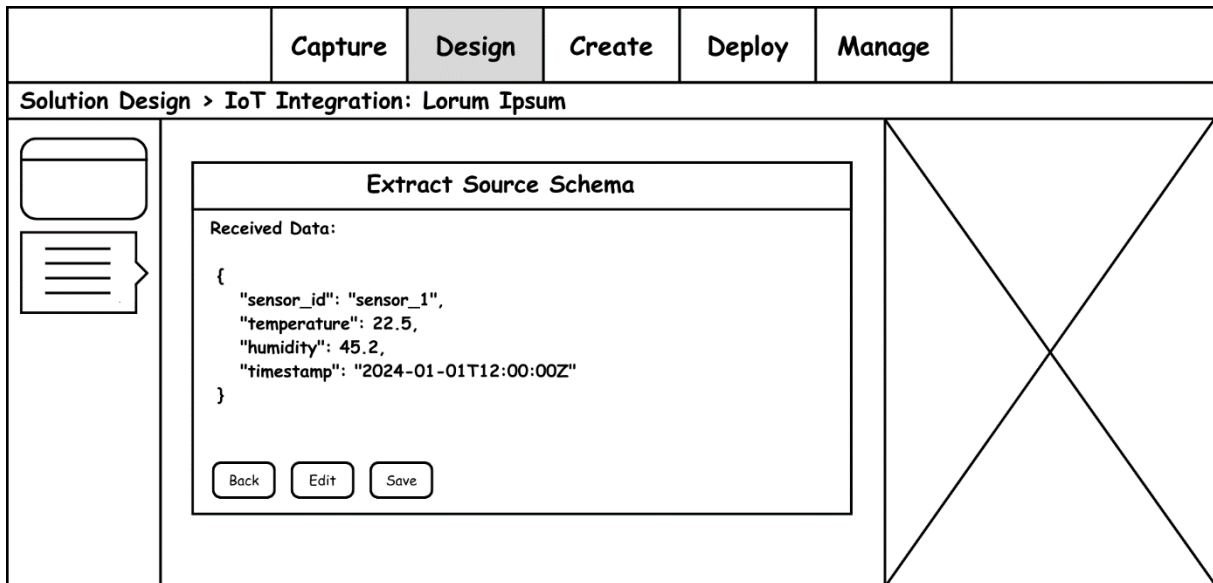 Capture Design Create Deploy Manage
Solution Design > IoT Integration: Lorum Ipsum
Extract Source Schema
Received Data:
{
"sensor_id": "sensor_1",
"temperature": 22.5,
"humidity": 45.2,
"timestamp": "2024-01-01T12:00:00Z"
}
Back Edit Save